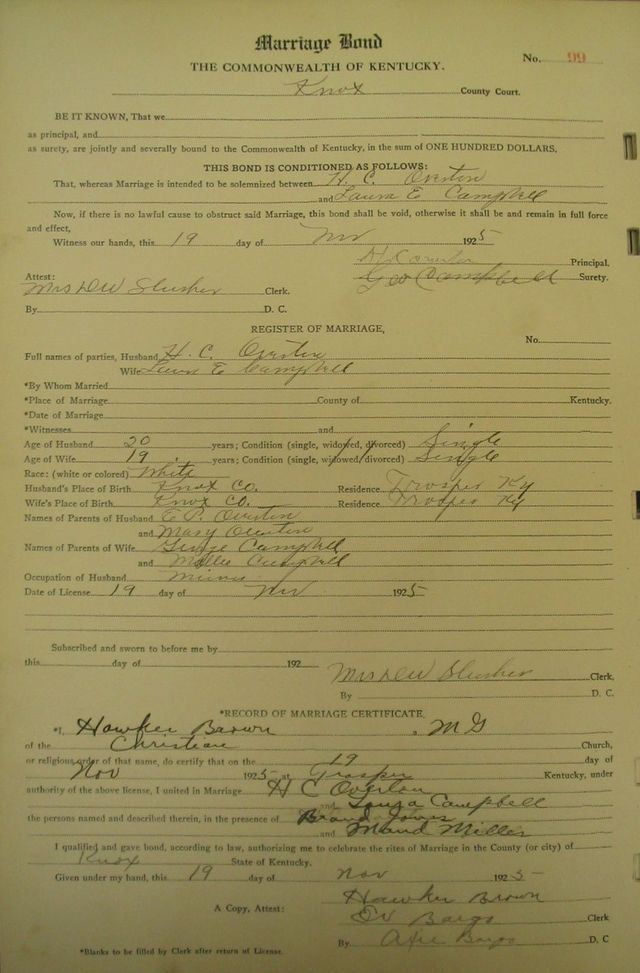 Marriage Bond
No. 99
THE COMMONWEALTH OF KENTUCKY.
Knox County Court.
BE IT KNOWN, That we
as principal, and
as surety, are jointly and severally bound to the Commonwealth of Kentucky, in the sum of ONE HUNDRED DOLLARS,
THIS BOND IS CONDITIONED AS FOLLOWS:
That, whereas Marriage is intended to be solemnized between H. C. Overton
and Laura E Campbell
Now, if there is no lawful cause to obstruct said Marriage, this bond shall be void, otherwise it shall be and remain in full force
and effect,
Witness our hands, this 19 day of Nov 1925
H C Overton Principal.
Attest: Geo Campbell Surety.
Mrs D W Slusher Clerk.
By D. C.
REGISTER OF MARRIAGE,
No.
Full names of parties, Husband H. C. Overton
Wife Laura E Campbell
*By Whom Married
*Place of Marriage County of Kentucky.
*Date of Marriage
*Witnesses and
Age of Husband 20 years; Condition (single, widowed, divorced) Single
Age of Wife 19 years; Condition (single, widowed, divorced) Single
Race: (white or colored) White
Husband's Place of Birth Knox Co. Residence Trosper Ky
Wife's Place of Birth Knox Co. Residence Trosper Ky
Names of Parents of Husband E P. Overton
and Mary Overton
Names of Parents of Wife George Campbell
and Mollie Campbell
Occupation of Husband Miner
Date of License 19 day of Nov 1925
Subscribed and sworn to before me by
this day of 192
Mrs D W Slusher Clerk,
By D. C.
*RECORD OF MARRIAGE CERTIFICATE,
*I, Hawker Brown, M G
of the Christian Church,
or religious order of that name, do certify that on the 19 day of
Nov 1925 at Trosper Kentucky, under
authority of the above license, I united in Marriage H C Overton
and Laura Campbell
the persons named and described therein, in the presence of Jones
and Maud Miller
I qualified and gave bond, according to law, authorizing me to celebrate the rites of Marriage in the County (or city) of
Knox State of Kentucky.
Given under my hand, this 19 day of Nov 1925
Hawker Brown
A Copy, Attest: Bargo Clerk
By Bargo D. C
*Blanks to be filled by Clerk after return of License.